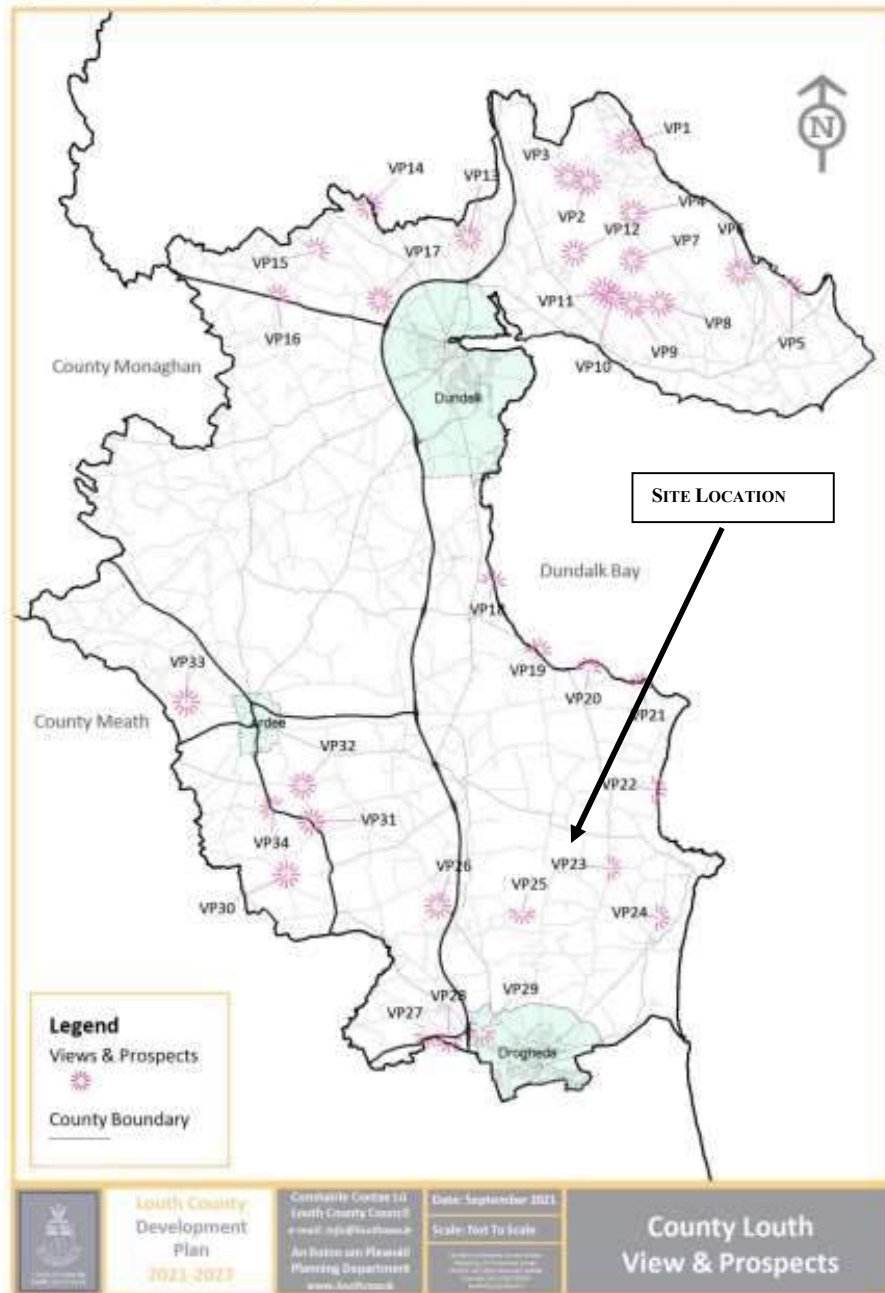 VP1
VP3
VP13
VP14
VP4
VP2
VP6
VP12
VP7
VP17
VP15
VP11
VP8
VP16
VP5
VP9
VP10
County Monaghan
Dundalk
SITE LOCATION
Dundalk Bay
VP18
VP19
VP33
VP20
VP21
County Meath
Ardee
VP32
VP22
VP31
VP34
VP23
VP26
VP25
VP24
VP30
VP29
VP28
VP27
Drogheda
N
Legend
Views & Prospects
County Boundary
Louth County
Development
Plan
2021-2027
Comhairle Contae Lú
Louth County Council
An Rannán
Planning Department
Date: September 2021
Scale: Not To Scale
County Louth
View & Prospects